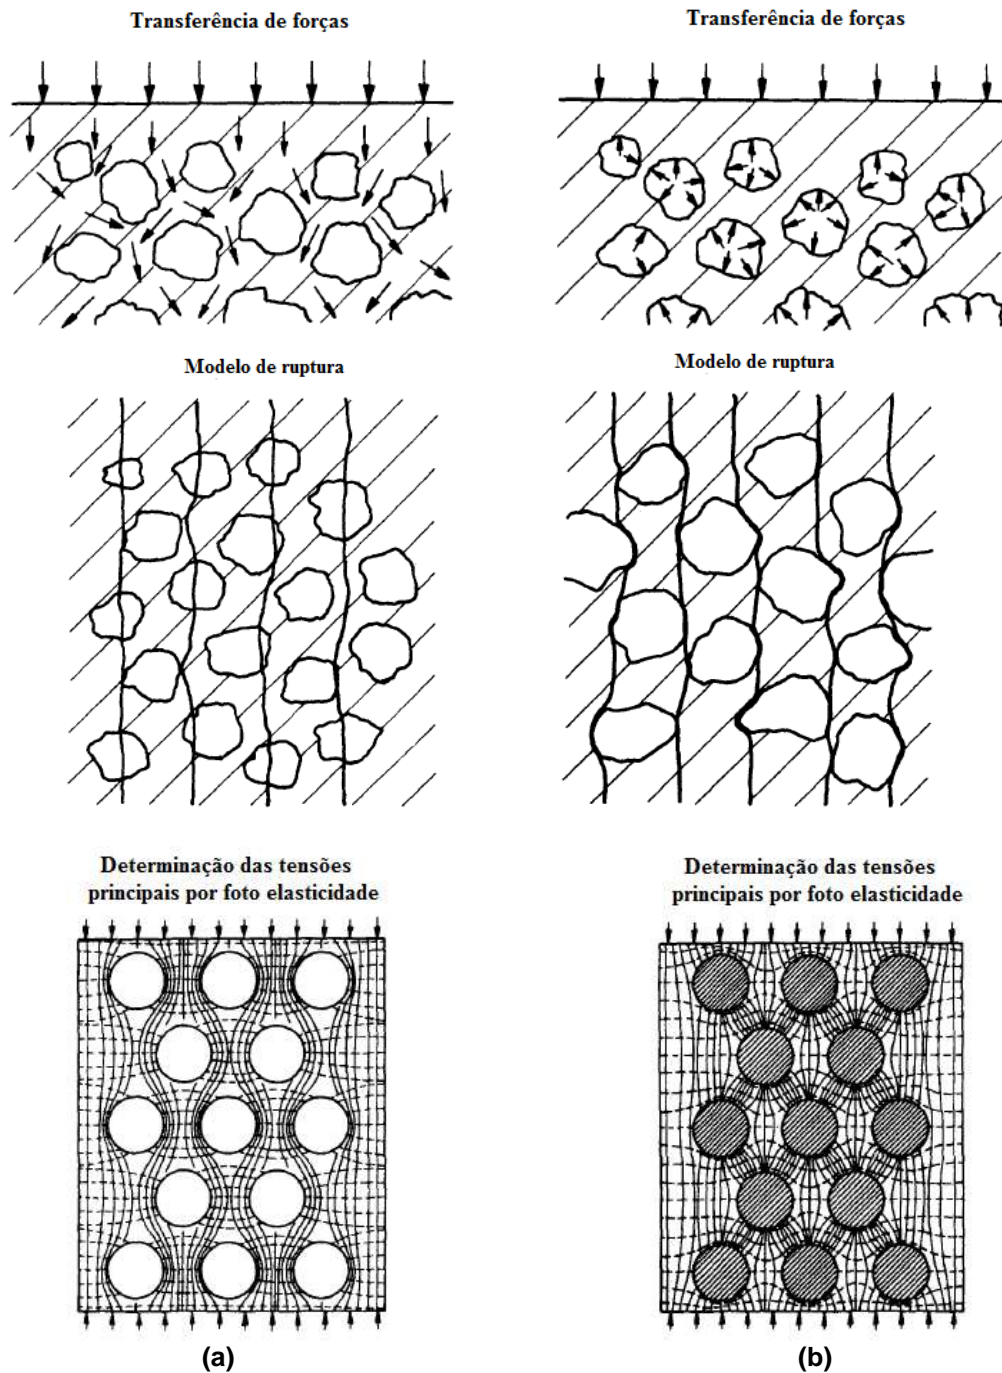 Transferência de forças
Transferência de forças
Modelo de ruptura
Modelo de ruptura
Determinação das tensões
principais por foto elasticidade
Determinação das tensões
principais por foto elasticidade
(a)
(b)